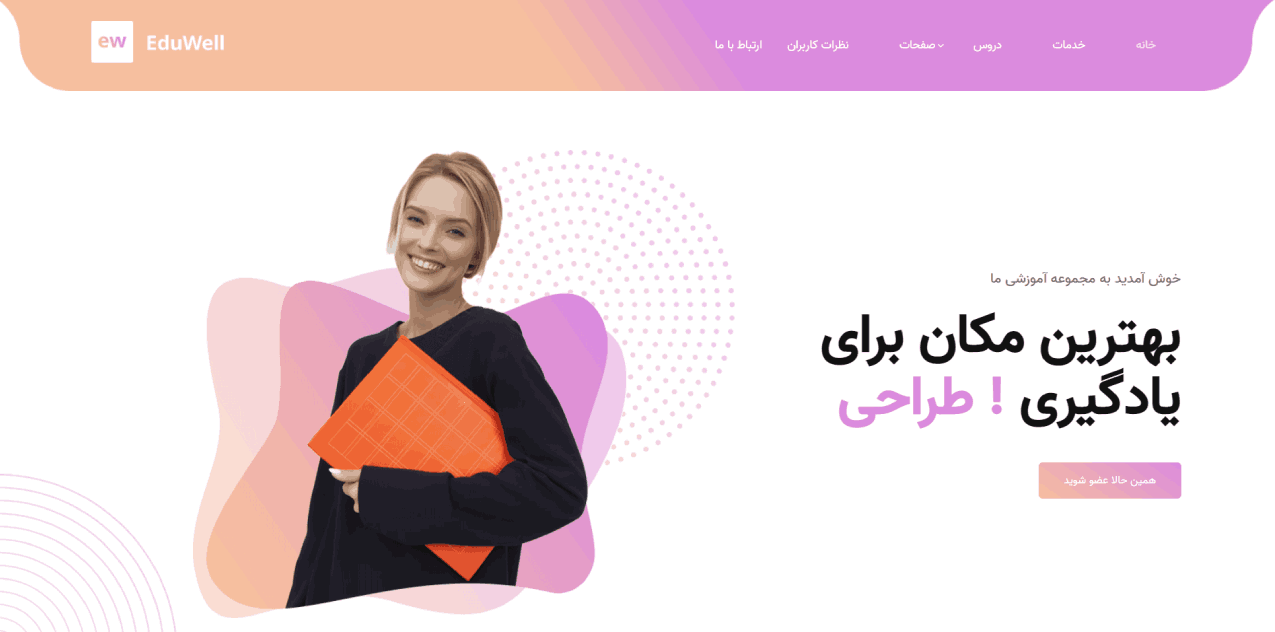 ew EduWell
خانه
خدمات
دروس
صفحات
نظرات کاربران
ارتباط با ما
خوش آمدید به مجموعه آموزشی ما
بهترین مکان برای
یادگیری ! طراحی
همین حالا عضو شوید